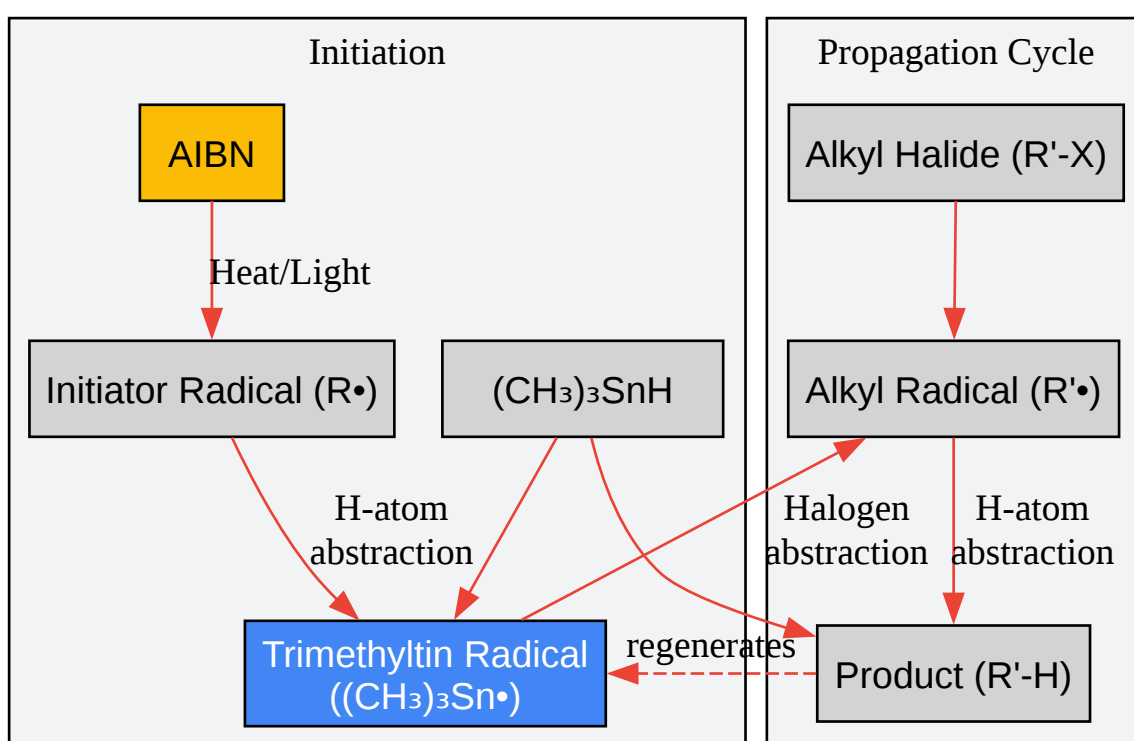 Initiation
AIBN
Heat/Light
Initiator Radical (R•)
(CH₃)₃SnH
H-atom
abstraction
Trimethyltin Radical
((CH₃)₃Sn•)
regenerates
Propagation Cycle
Alkyl Halide (R'-X)
Alkyl Radical (R'•)
Halogen
abstraction
H-atom
abstraction
Product (R'-H)